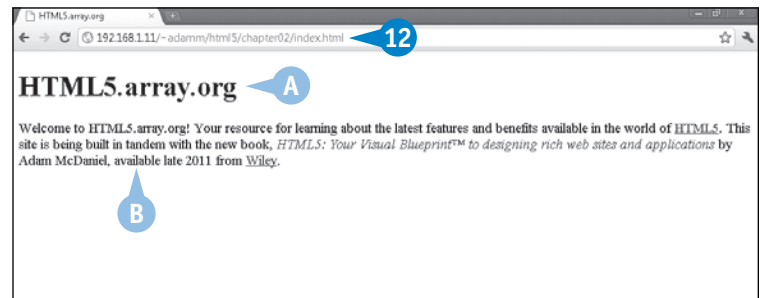 HTML5.array.org
192.168.1.11/~adamm/html5/chapter02/index.html
12
HTML5.array.org
A
Welcome to HTML5.array.org! Your resource for learning about the latest features and benefits available in the world of HTML5. This
site is being built in tandem with the new book, HTML5: Your Visual Blueprint™ to designing rich web sites and applications by
Adam McDaniel, available late 2011 from Wiley.
B